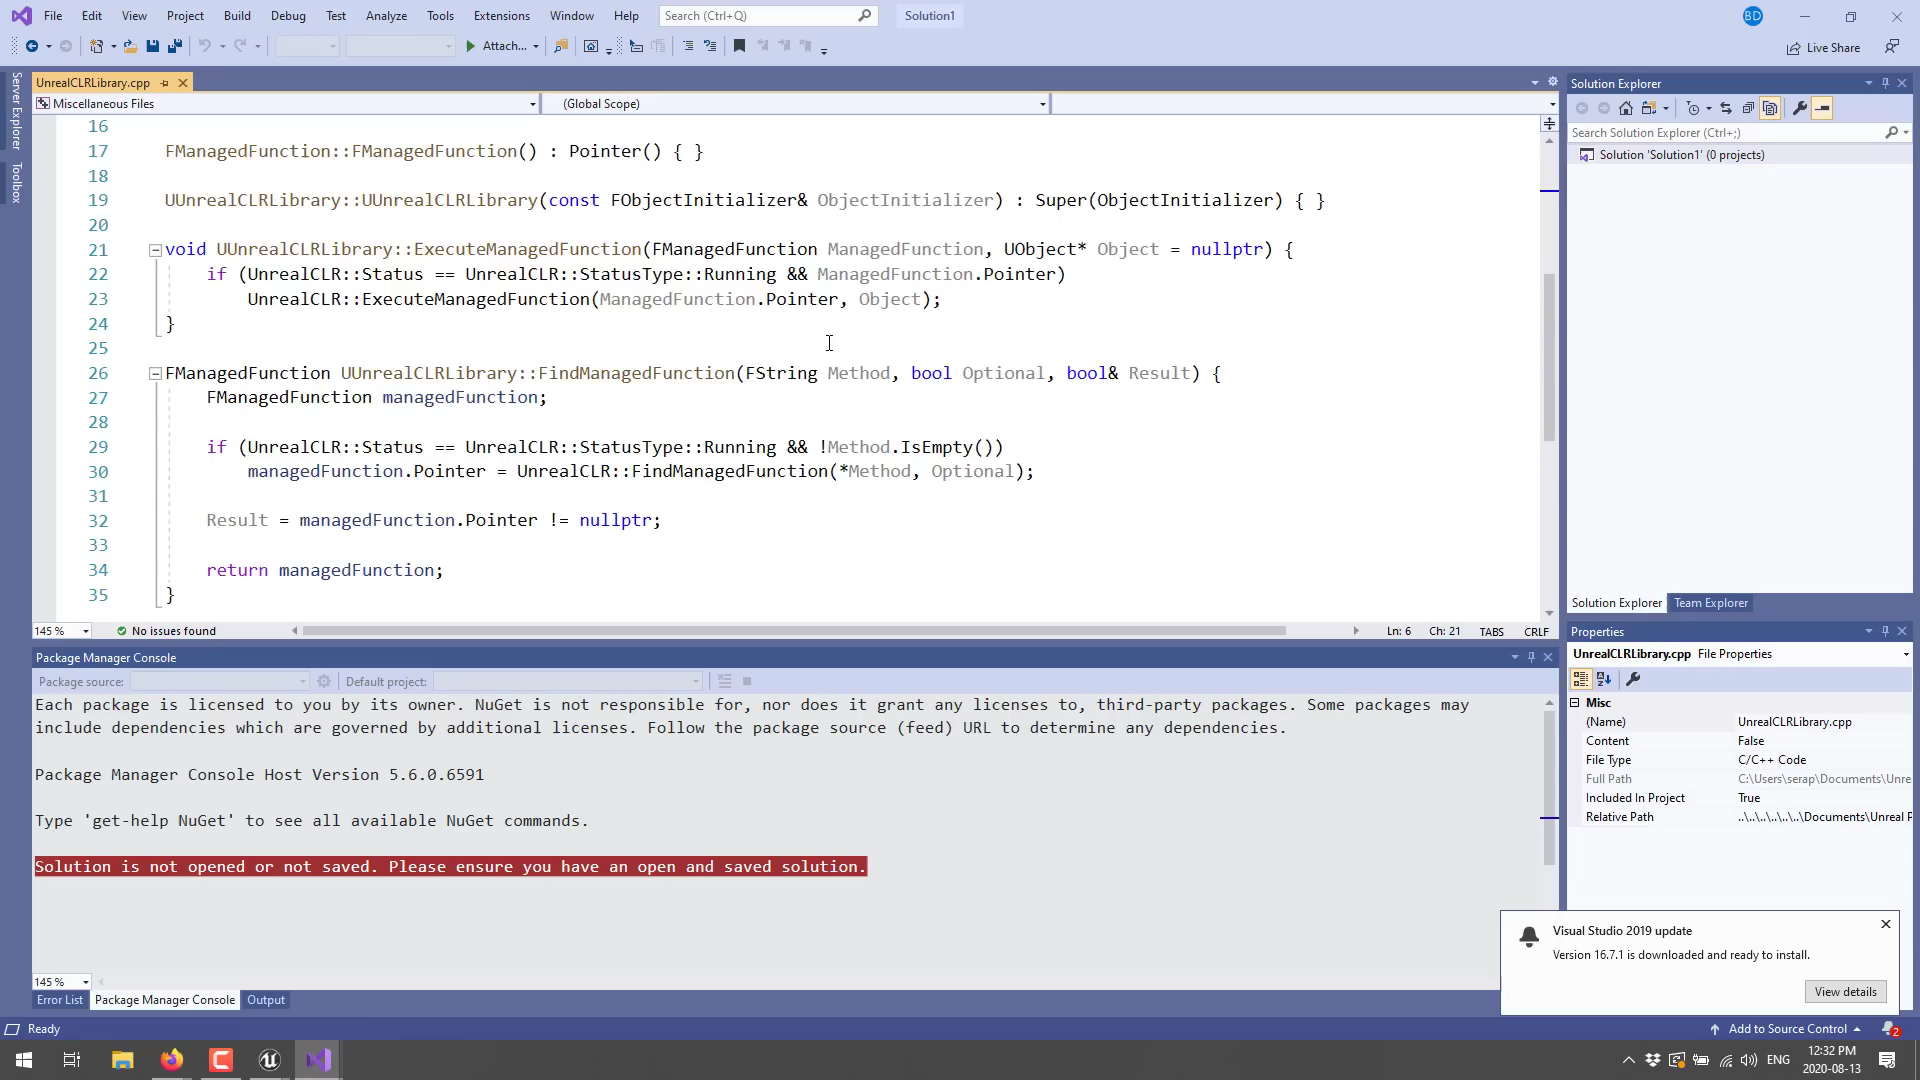 File Edit View Project Build Debug Test Analyze Tools Extensions Window Help Search (Ctrl+Q) Solution1 BD
Attach... Live Share
Server Explorer
Toolbox
UnrealCLRLibrary.cpp
Miscellaneous Files (Global Scope)
16
17 FManagedFunction::FManagedFunction() : Pointer() { }
18
19 UUnrealCLRLibrary::UUnrealCLRLibrary(const FObjectInitializer& ObjectInitializer) : Super(ObjectInitializer) { }
20
21 void UUnrealCLRLibrary::ExecuteManagedFunction(FManagedFunction ManagedFunction, UObject* Object = nullptr) {
22 if (UnrealCLR::Status == UnrealCLR::StatusType::Running && ManagedFunction.Pointer)
23 UnrealCLR::ExecuteManagedFunction(ManagedFunction.Pointer, Object);
24 }
25
26 FManagedFunction UUnrealCLRLibrary::FindManagedFunction(FString Method, bool Optional, bool& Result) {
27 FManagedFunction managedFunction;
28
29 if (UnrealCLR::Status == UnrealCLR::StatusType::Running && !Method.IsEmpty())
30 managedFunction.Pointer = UnrealCLR::FindManagedFunction(*Method, Optional);
31
32 Result = managedFunction.Pointer != nullptr;
33
34 return managedFunction;
35 }
145 % No issues found Ln: 6 Ch: 21 TABS CRLF
Package Manager Console
Package source: Default project:
Each package is licensed to you by its owner. NuGet is not responsible for, nor does it grant any licenses to, third-party packages. Some packages may
include dependencies which are governed by additional licenses. Follow the package source (feed) URL to determine any dependencies.
Package Manager Console Host Version 5.6.0.6591
Type 'get-help NuGet' to see all available NuGet commands.
Solution is not opened or not saved. Please ensure you have an open and saved solution.
145 %
Error List Package Manager Console Output
Solution Explorer
Search Solution Explorer (Ctrl+;)
Solution 'Solution1' (0 projects)
Solution Explorer Team Explorer
Properties
UnrealCLRLibrary.cpp File Properties
Misc
(Name) UnrealCLRLibrary.cpp
Content False
File Type C/C++ Code
Full Path C:\Users\serap\Documents\Unre
Included In Project True
Relative Path ..\..\..\..\..\Documents\Unreal P
Visual Studio 2019 update
Version 16.7.1 is downloaded and ready to install.
View details
Ready Add to Source Control 2
ENG 12:32 PM
2020-08-13